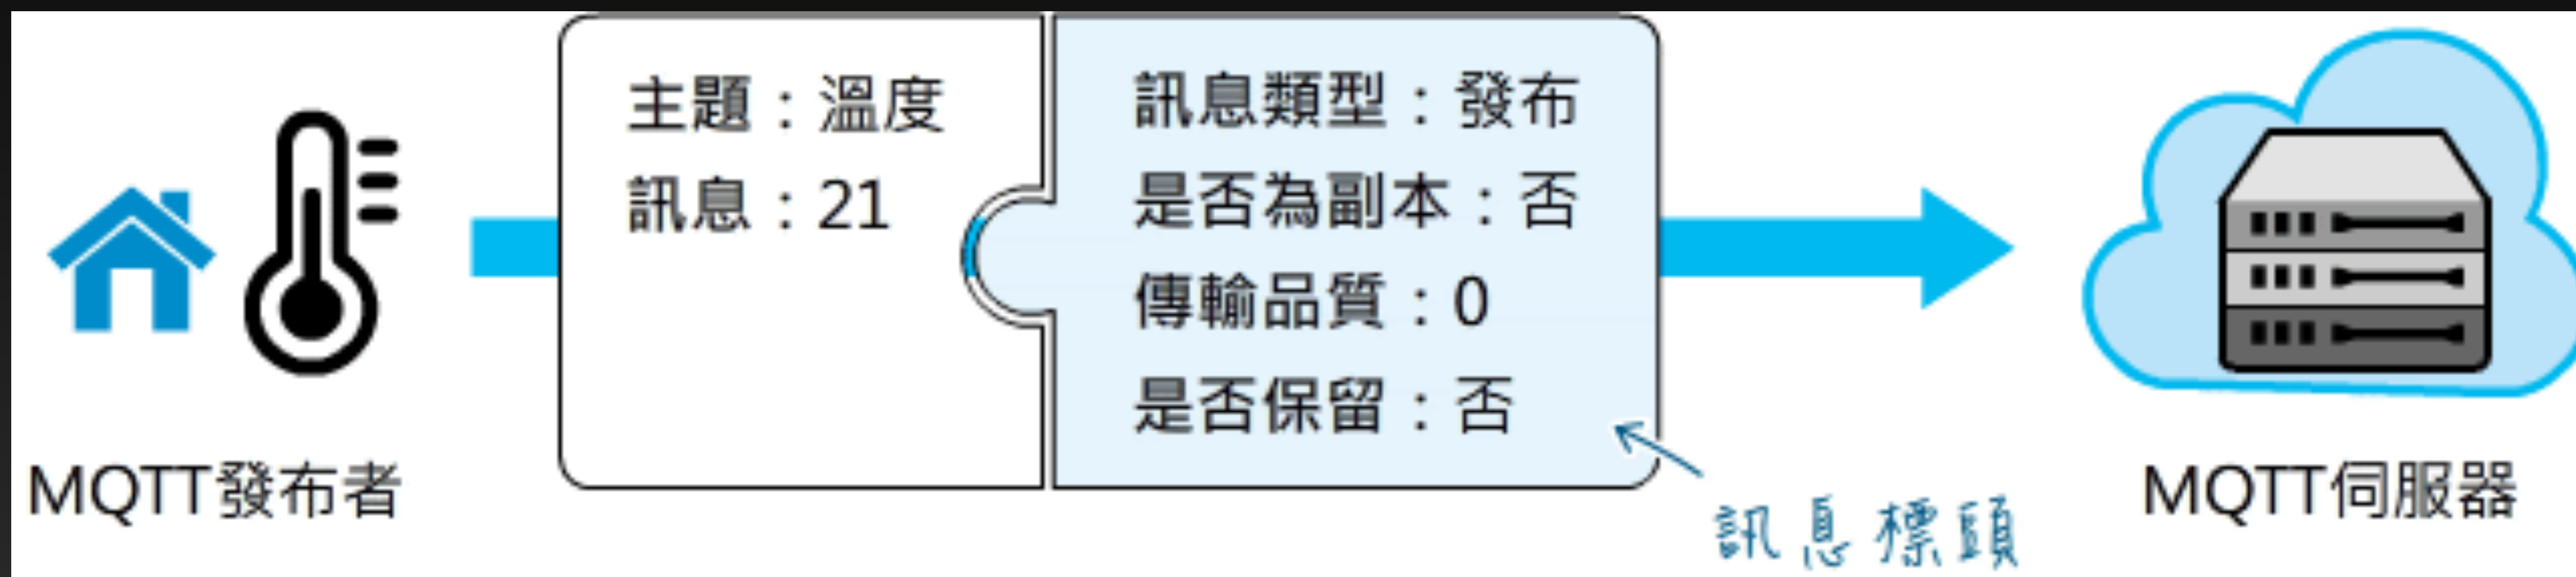 主題：溫度
訊息：21
訊息類型：發布
是否為副本：否
傳輸品質：0
是否保留：否
MQTT發布者
訊息標頭
MQTT伺服器